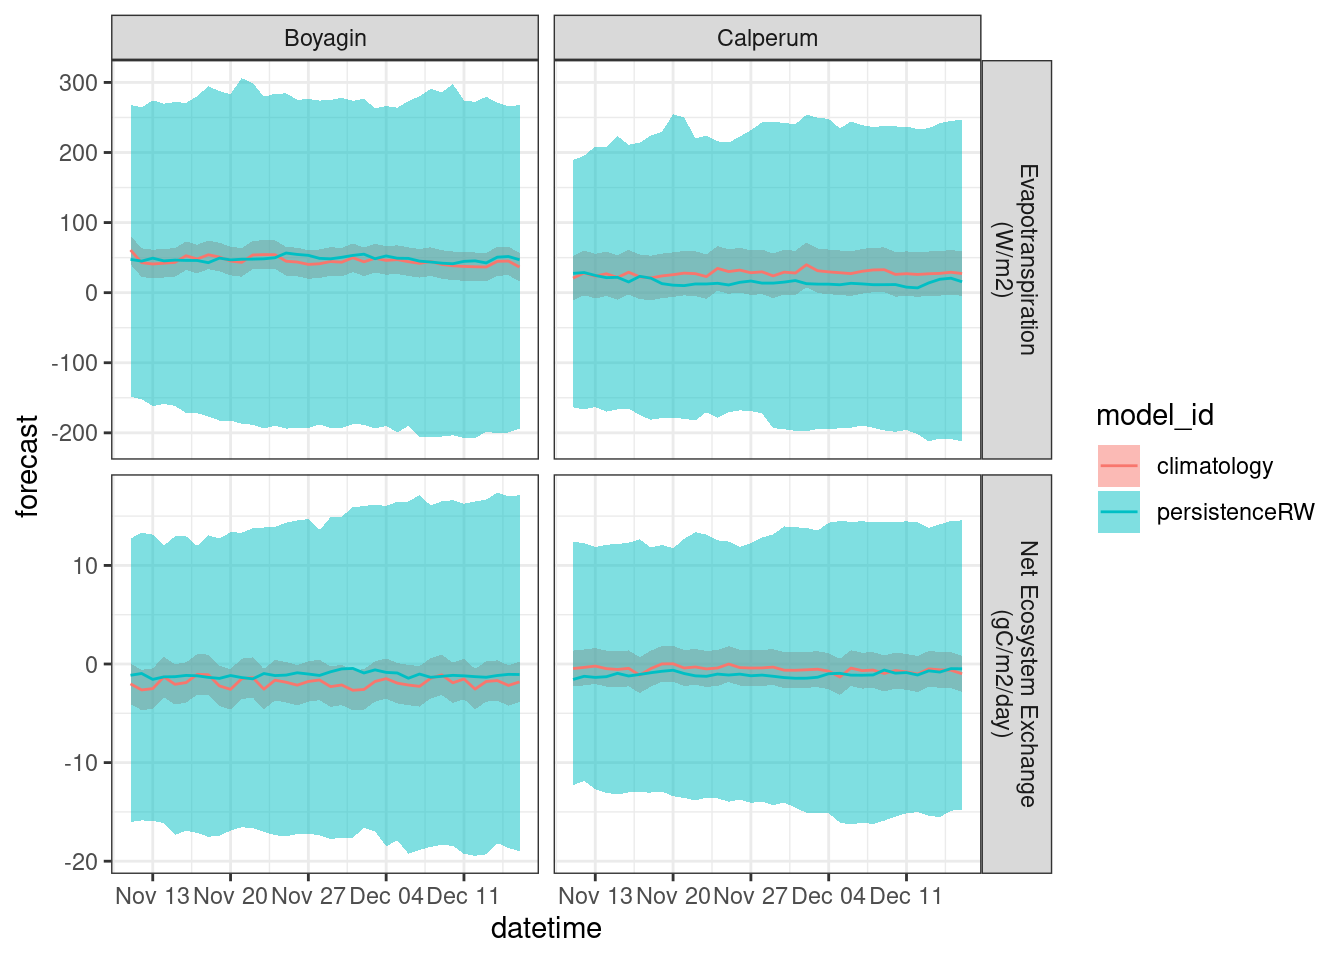 Boyagin
Calperum
300
200
100
0
-100
-200
Evapotranspiration
(W/m2)
forecast
10
0
-10
-20
Net Ecosystem Exchange
(gC/m2/day)
Nov 13 Nov 20 Nov 27 Dec 04 Dec 11
Nov 13 Nov 20 Nov 27 Dec 04 Dec 11
datetime
model_id
climatology
persistenceRW